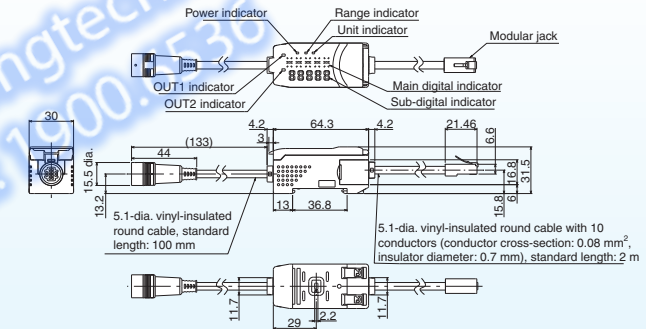 Power indicator
Range indicator
Unit indicator
Modular jack
OUT1 indicator
OUT2 indicator
Main digital indicator
Sub-digital indicator
30
(133)
4.2
64.3
4.2
21.46
3
44
6.6
15.5 dia.
13.2
16.8
31.5
15.8
6
13
36.8
5.1-dia. vinyl-insulated
round cable, standard
length: 100 mm
5.1-dia. vinyl-insulated round cable with 10
conductors (conductor cross-section: 0.08 mm²,
insulator diameter: 0.7 mm), standard length: 2 m
11.7
2.2
29
11.7